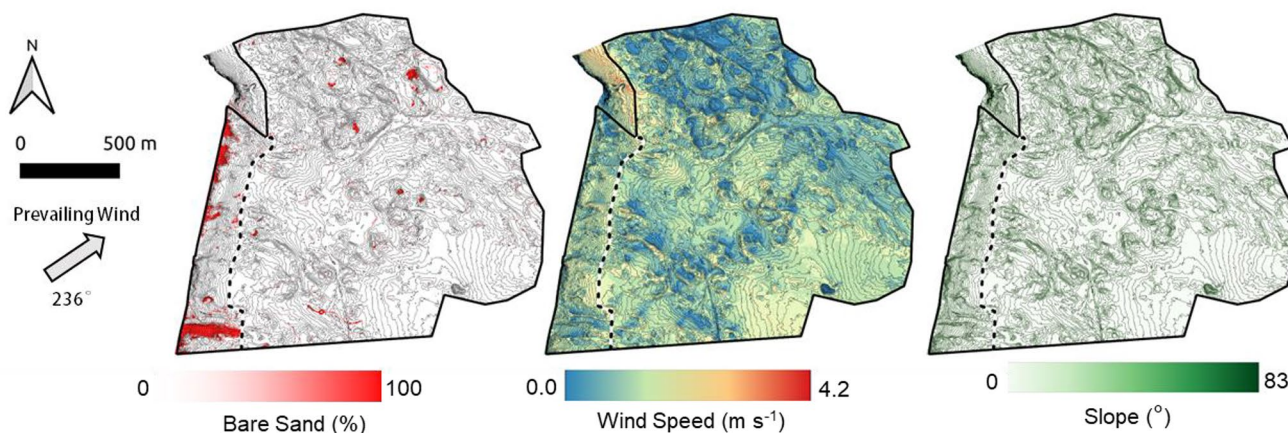 N
0 500 m
Prevailing Wind
236°
0 100
Bare Sand (%)
0.0 4.2
Wind Speed (m s-1)
0 83
Slope (°)